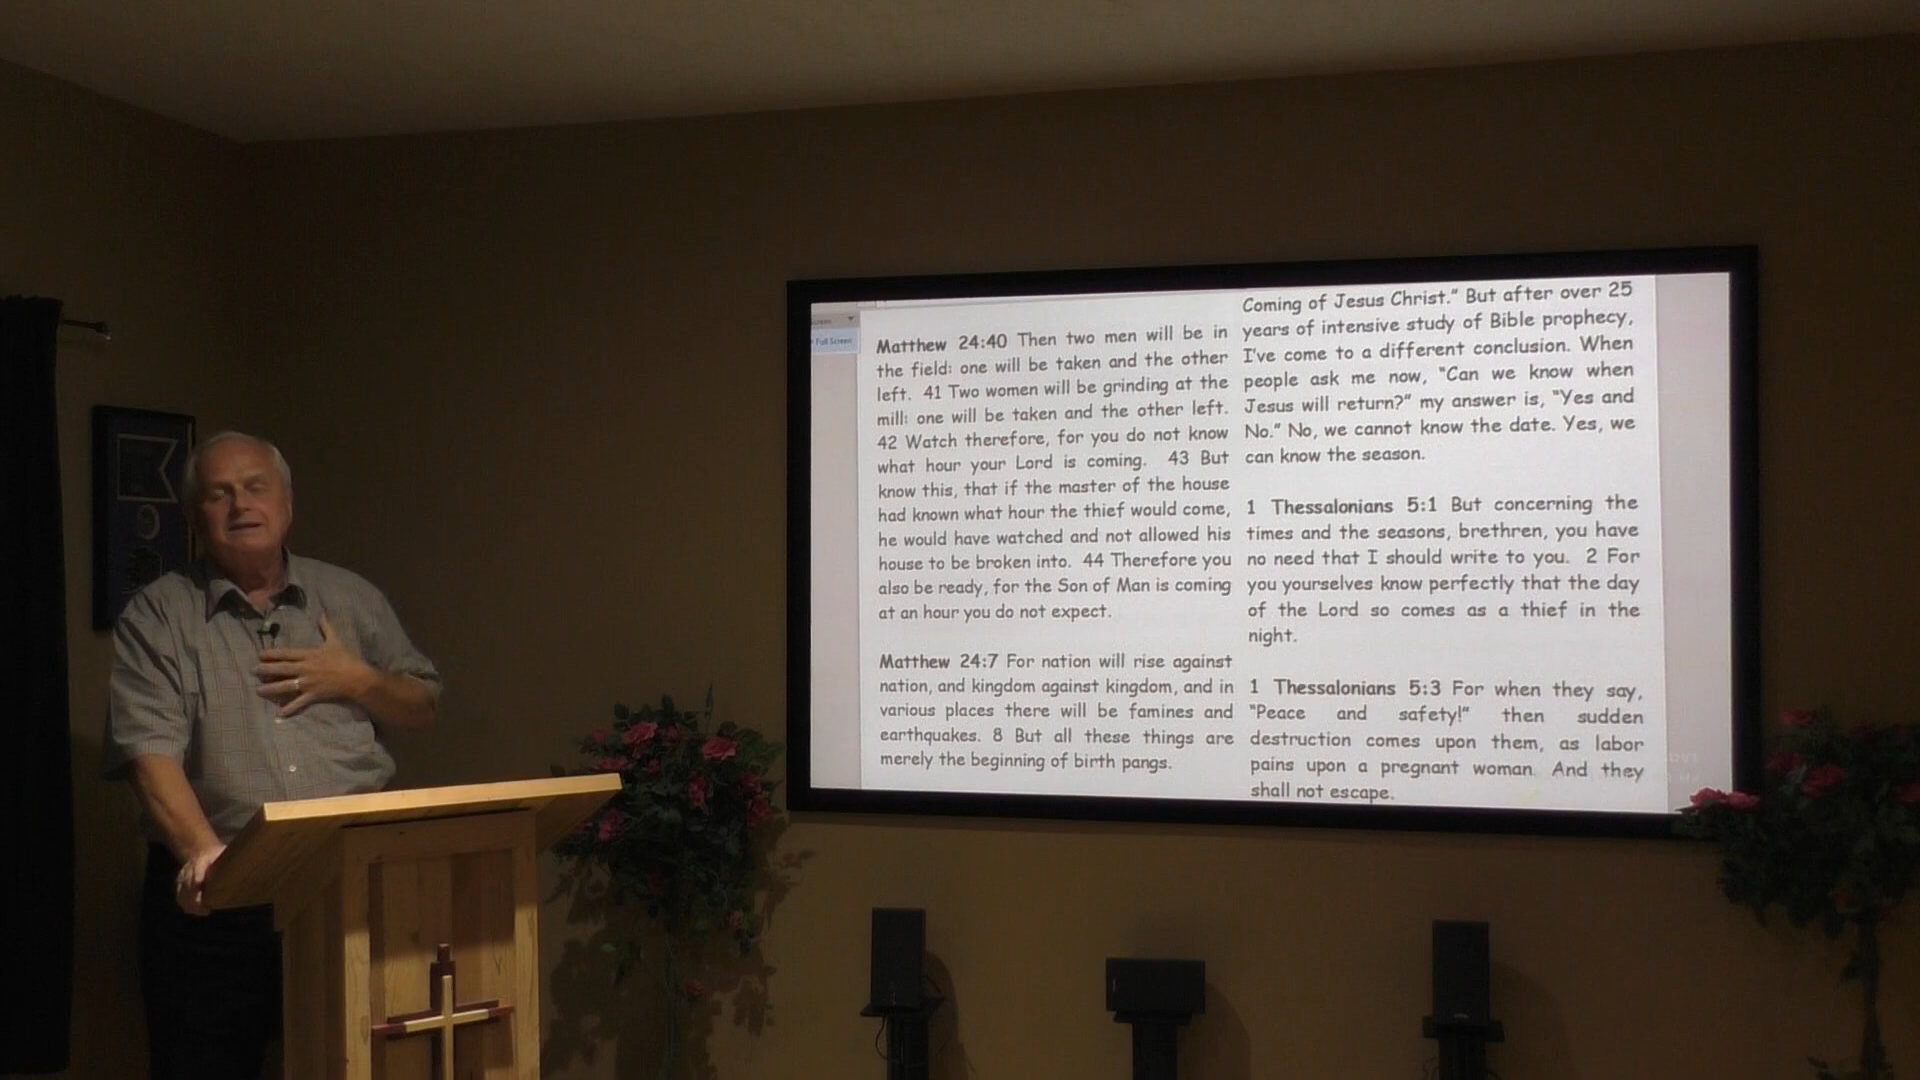 Screen
Full Screen
Matthew 24:40 Then two men will be in
the field: one will be taken and the other
left. 41 Two women will be grinding at the
mill: one will be taken and the other left.
42 Watch therefore, for you do not know
what hour your Lord is coming. 43 But
know this, that if the master of the house
had known what hour the thief would come,
he would have watched and not allowed his
house to be broken into. 44 Therefore you
also be ready, for the Son of Man is coming
at an hour you do not expect.
Matthew 24:7 For nation will rise against
nation, and kingdom against kingdom, and in
various places there will be famines and
earthquakes. 8 But all these things are
merely the beginning of birth pangs.
Coming of Jesus Christ." But after over 25
years of intensive study of Bible prophecy,
I've come to a different conclusion. When
people ask me now, "Can we know when
Jesus will return?" my answer is, "Yes and
No." No, we cannot know the date. Yes, we
can know the season.
1 Thessalonians 5:1 But concerning the
times and the seasons, brethren, you have
no need that I should write to you. 2 For
you yourselves know perfectly that the day
of the Lord so comes as a thief in the
night.
1 Thessalonians 5:3 For when they say,
"Peace and safety!" then sudden
destruction comes upon them, as labor
pains upon a pregnant woman. And they
shall not escape.